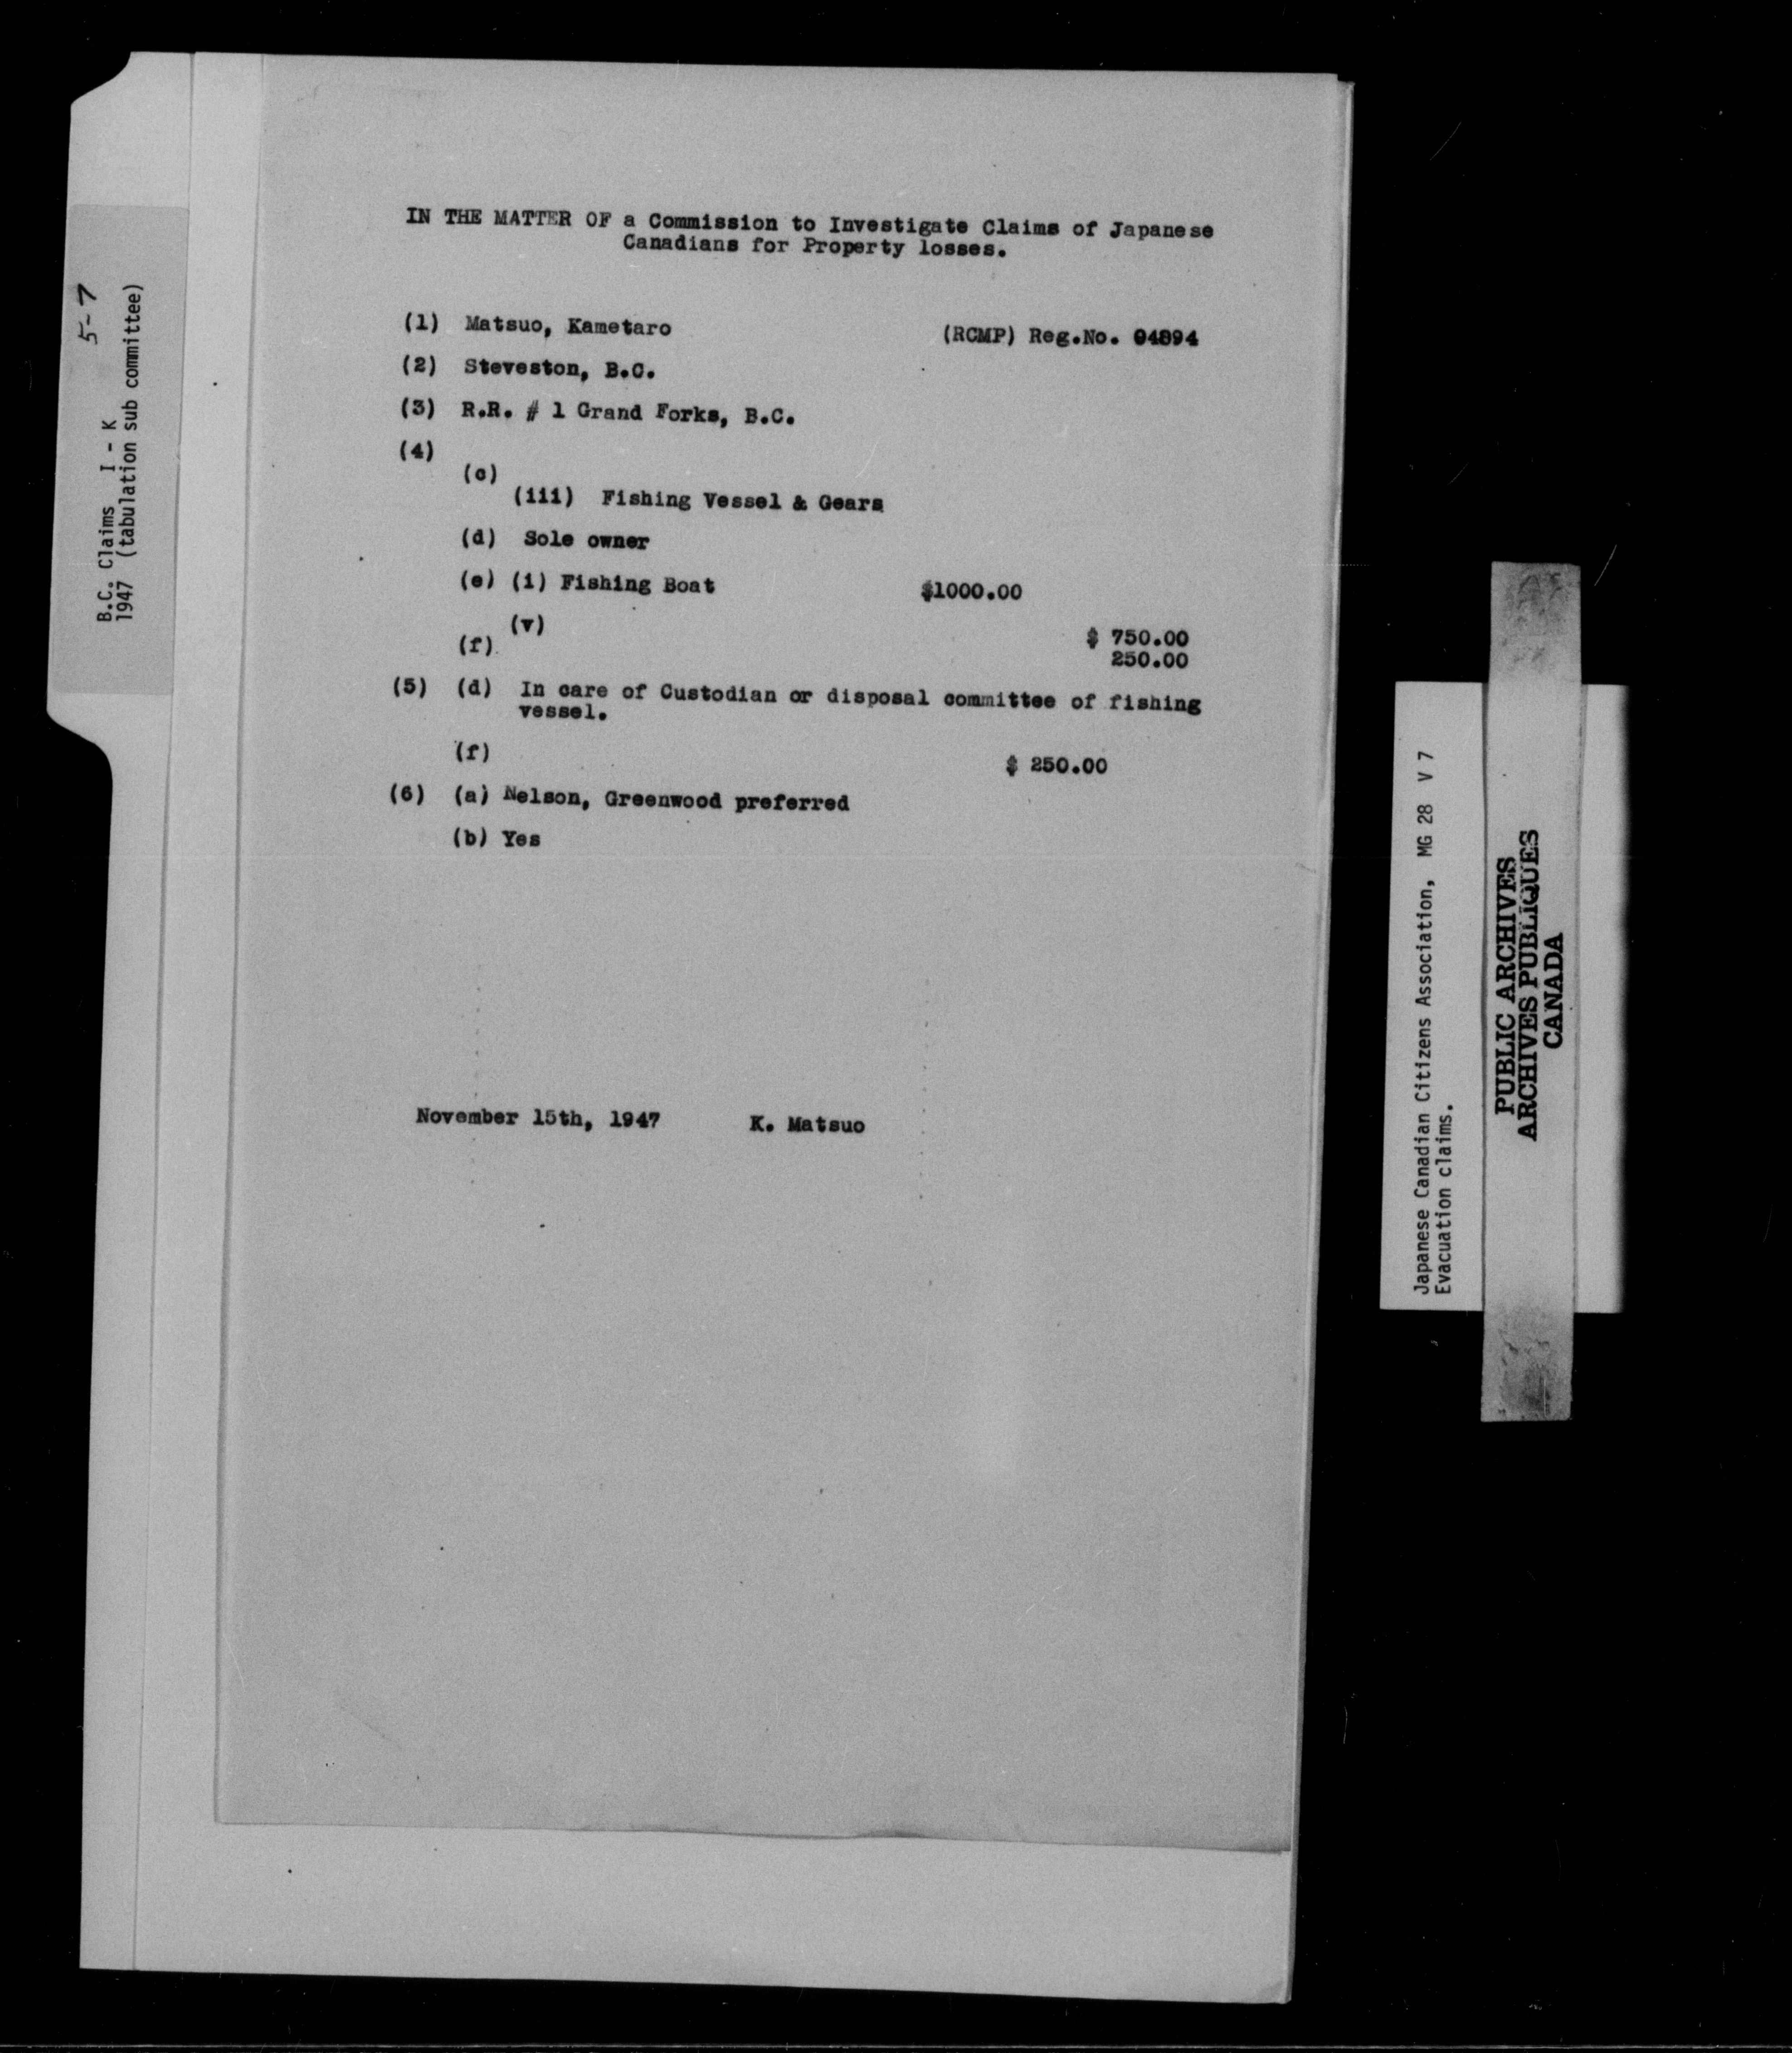 IN THE MATTER OF a Commission to Investigate Claims of Japanese
Canadians for Property losses.
(1) Matsuo, Kametaro (RCMP) Reg.No. 04894
(2) Steveston, B.C.
(3) R.R. # 1 Grand Forks, B.C.
(4)
(c)
(iii) Fishing Vessel & Gears
(d) Sole owner
(e) (i) Fishing Boat $1000.00
(v) $ 750.00
(f) 250.00
(5) (d) In care of Custodian or disposal committee of fishing
vessel.
(f) $ 250.00
(6) (a) Nelson, Greenwood preferred
(b) Yes
November 15th, 1947 K. Matsuo
5-7
B.C. Claims I - K
1947 (tabulation sub committee)
Japanese Canadian Citizens Association, MG 28 V 7
Evacuation claims.
PUBLIC ARCHIVES
ARCHIVES PUBLIQUES
CANADA